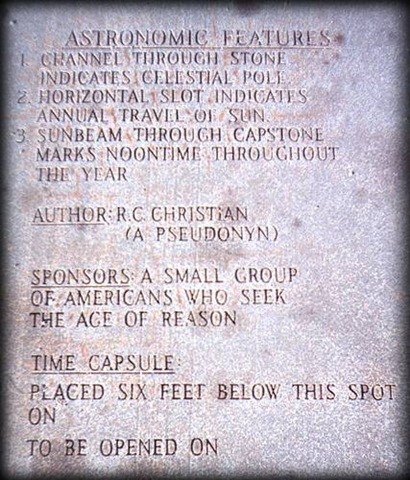 ASTRONOMIC FEATURES
1. CHANNEL THROUGH STONE
INDICATES CELESTIAL POLE
2. HORIZONTAL SLOT INDICATES
ANNUAL TRAVEL OF SUN
3. SUNBEAM THROUGH CAPSTONE
MARKS NOONTIME THROUGHOUT
THE YEAR
AUTHOR: R.C. CHRISTIAN
(A PSEUDONYN)
SPONSORS: A SMALL GROUP
OF AMERICANS WHO SEEK
THE AGE OF REASON
TIME CAPSULE:
PLACED SIX FEET BELOW THIS SPOT
ON
TO BE OPENED ON